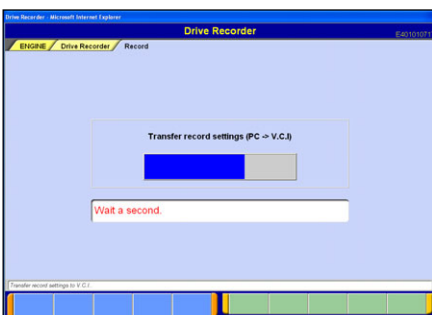 Drive Recorder - Microsoft Internet Explorer
Drive Recorder
E40101071
ENGINE Drive Recorder Record
Transfer record settings (PC -> V.C.I)
Wait a second.
Transfer record settings to V.C.I.